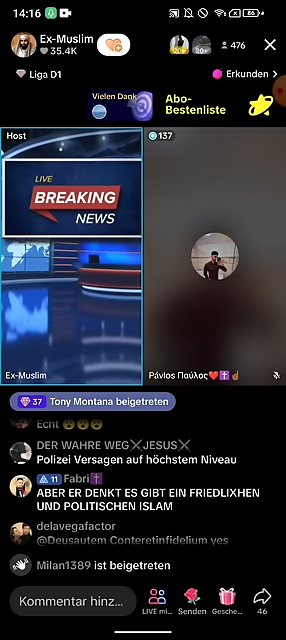 14:16
86
Ex-Muslim
35.4K
20+
476
Liga D1
Erkunden
Vielen Dank
Abo-
Bestenliste
Host
137
LIVE
BREAKING
NEWS
Ex-Muslim
Pávlos Παύλος
37 Tony Montana beigetreten
Echt
DER WAHRE WEG⚔JESUS⚔
Polizei Versagen auf höchstem Niveau
11 Fabri
ABER ER DENKT ES GIBT EIN FRIEDLIXHEN
UND POLITISCHEN ISLAM
delavegafactor
@Deusautem Conteretinfidelium yes
Milan1389 ist beigetreten
Kommentar hinz...
LIVE mi...
Senden
Gesche...
46